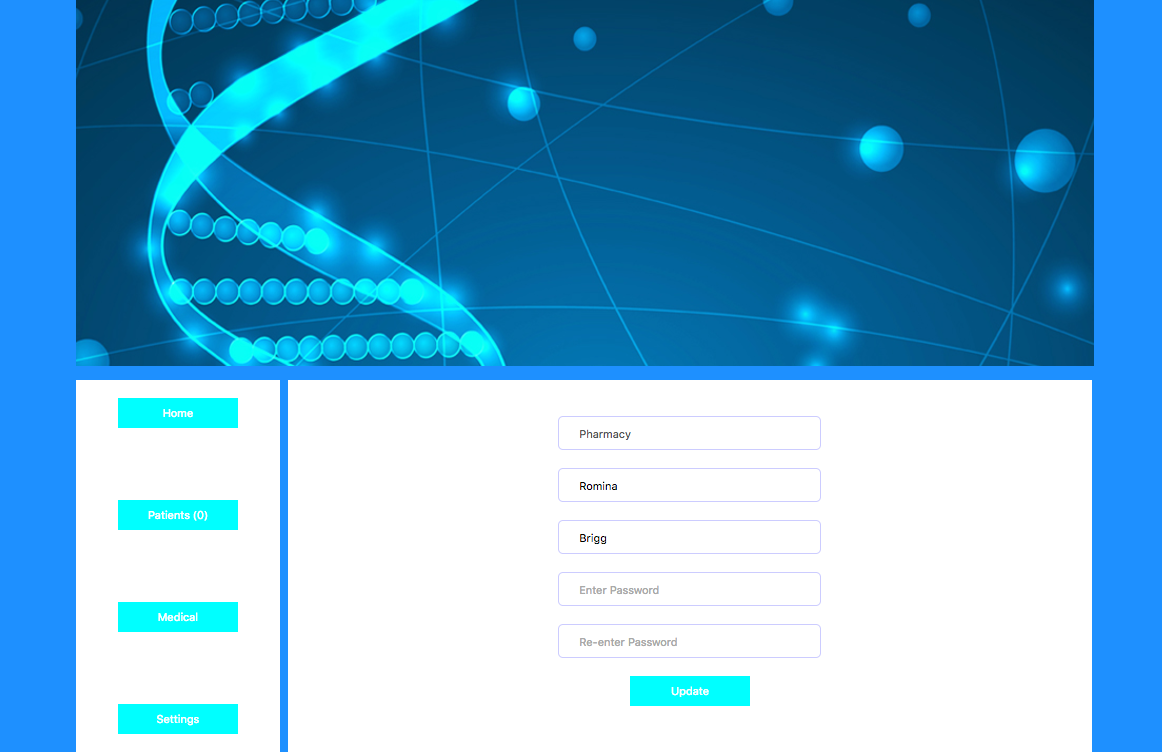 Home
Patients (0)
Medical
Settings
Pharmacy
Romina
Brigg
Enter Password
Re-enter Password
Update